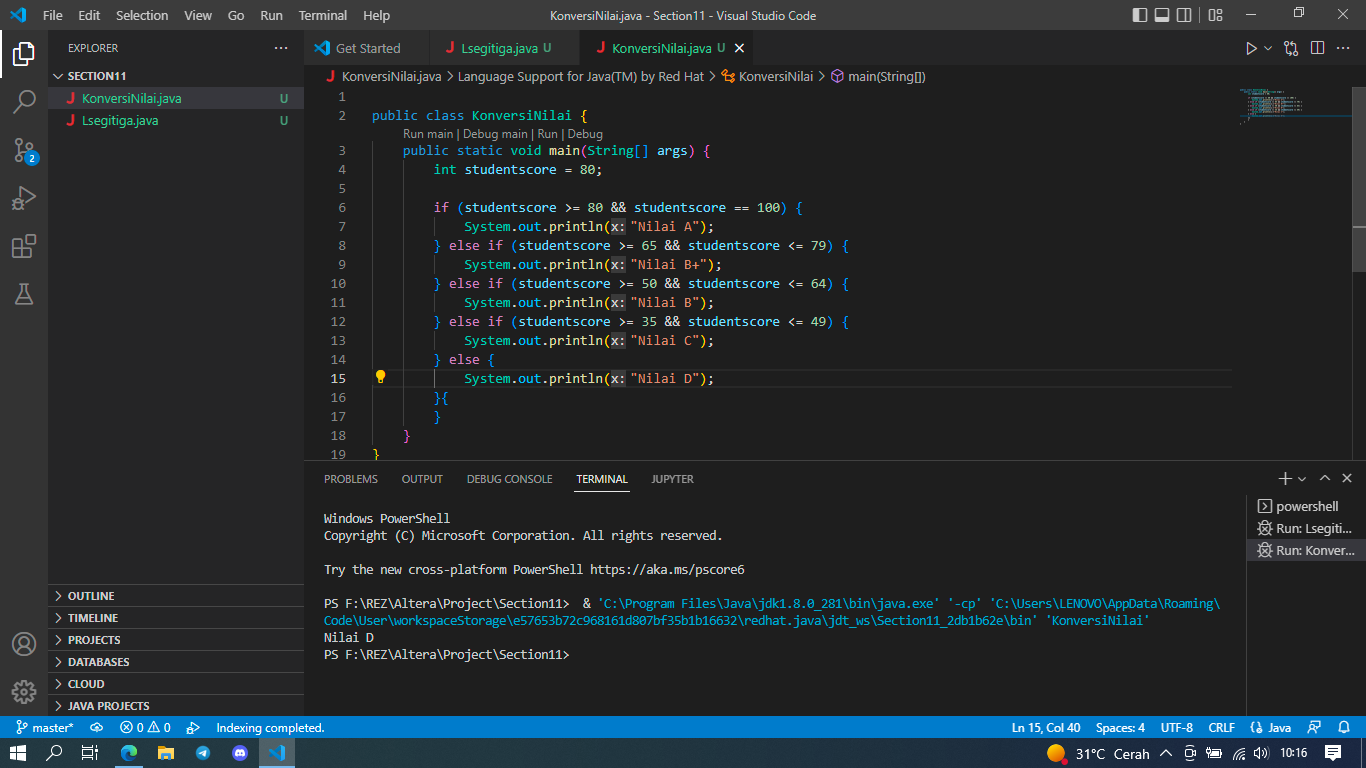 File Edit Selection View Go Run Terminal Help KonversiNilai.java - Section11 - Visual Studio Code
EXPLORER
SECTION11
KonversiNilai.java U
Lsegitiga.java U
OUTLINE
TIMELINE
PROJECTS
DATABASES
CLOUD
JAVA PROJECTS
2
Get Started Lsegitiga.java U KonversiNilai.java U
KonversiNilai.java > Language Support for Java(TM) by Red Hat > KonversiNilai > main(String[])
1
2 public class KonversiNilai {
Run main | Debug main | Run | Debug
3 public static void main(String[] args) {
4 int studentscore = 80;
5
6 if (studentscore >= 80 && studentscore == 100) {
7 System.out.println(x: "Nilai A");
8 } else if (studentscore >= 65 && studentscore <= 79) {
9 System.out.println(x: "Nilai B+");
10 } else if (studentscore >= 50 && studentscore <= 64) {
11 System.out.println(x: "Nilai B");
12 } else if (studentscore >= 35 && studentscore <= 49) {
13 System.out.println(x: "Nilai C");
14 } else {
15 System.out.println(x: "Nilai D");
16 }{
17 }
18 }
19 }
PROBLEMS OUTPUT DEBUG CONSOLE TERMINAL JUPYTER
Windows PowerShell
Copyright (C) Microsoft Corporation. All rights reserved.
Try the new cross-platform PowerShell https://aka.ms/pscore6
PS F:\REZ\Altera\Project\Section11> & 'C:\Program Files\Java\jdk1.8.0_281\bin\java.exe' '-cp' 'C:\Users\LENOVO\AppData\Roaming\
Code\User\workspaceStorage\e57653b72c968161d807bf35b1b16632\redhat.java\jdt_ws\Section11_2db1b62e\bin' 'KonversiNilai'
Nilai D
PS F:\REZ\Altera\Project\Section11>
powershell
Run: Lsegiti...
Run: Konver...
master* 0 0 Indexing completed. Ln 15, Col 40 Spaces: 4 UTF-8 CRLF {} Java
31°C Cerah 10:16